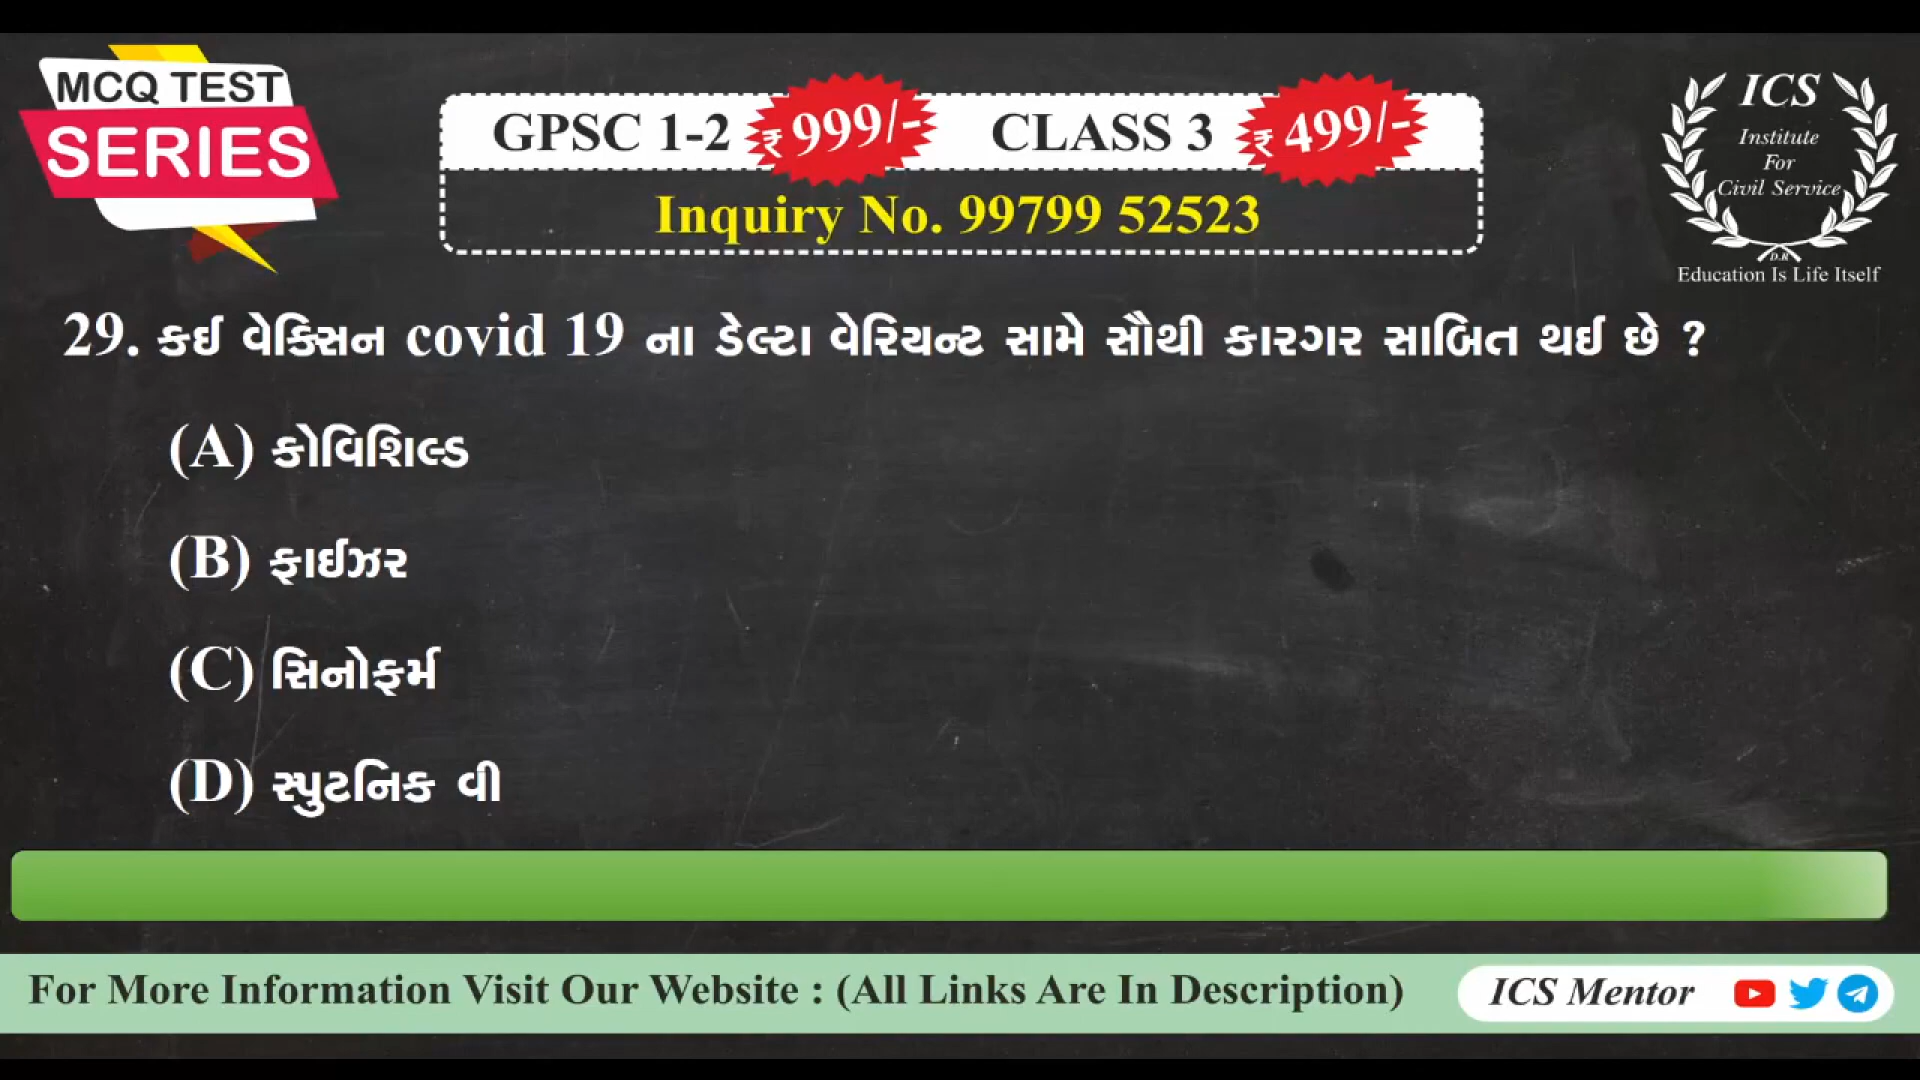 MCQ TEST
SERIES
GPSC 1-2 ₹ 999/- CLASS 3 ₹ 499/-
Inquiry No. 99799 52523
ICS
Institute
For
Civil Service
D.R
Education Is Life Itself
29. કઈ વેક્સિન covid 19 ના ડેલ્ટા વેરિયન્ટ સામે સૌથી કારગર સાબિત થઈ છે ?
(A) કોવિશિલ્ડ
(B) ફાઈઝર
(C) સિનોફર્મ
(D) સ્પુટનિક વી
For More Information Visit Our Website : (All Links Are In Description)
ICS Mentor